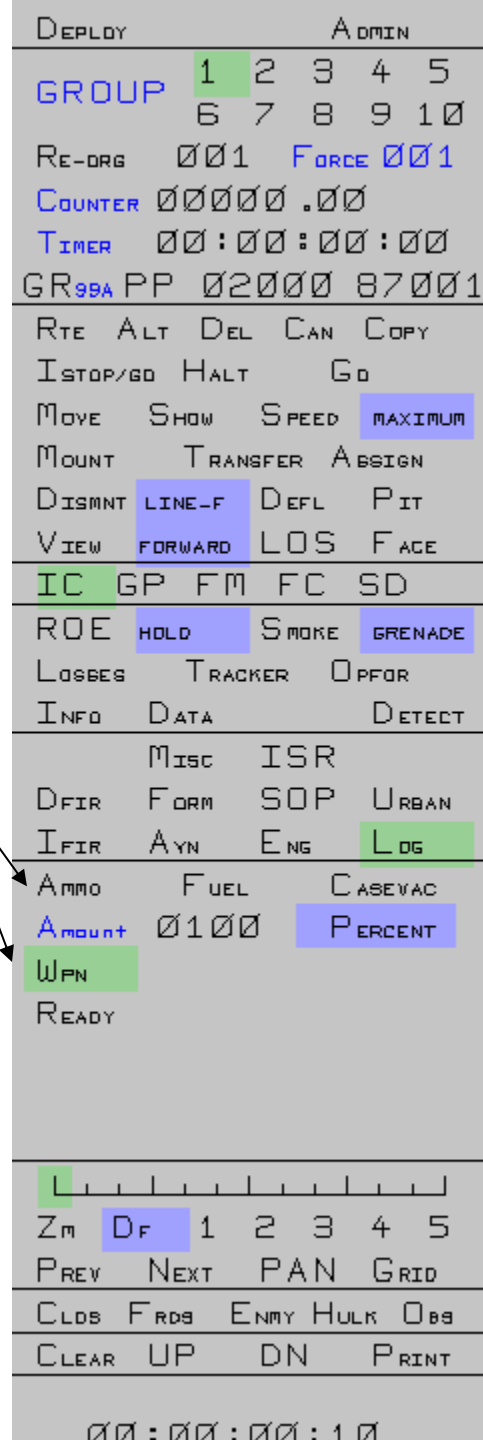 Deploy Admin
GROUP 1 2 3 4 5
6 7 8 9 10
Re-org 001 Force 001
Counter 00000.00
Timer 00:00:00:00
GR99A PP 02000 87001
Rte Alt Del Can Copy
Istop/go Halt Go
Move Show Speed MAXIMUM
Mount Transfer Assign
Dismnt LINE-F Defl Pit
View FORWARD LOS Face
IC GP FM FC SD
ROE HOLD Smoke GRENADE
Losses Tracker Opfor
Info Data Detect
Misc ISR
Dfir Form SOP Urban
Ifir Ayn Eng Log
Ammo Fuel Casevac
Amount 0100 Percent
Wpn
Ready
Zm Df 1 2 3 4 5
Prev Next PAN Grid
Clds Frds Enmy Hulk Obs
Clear UP DN Print
00:00:00:10